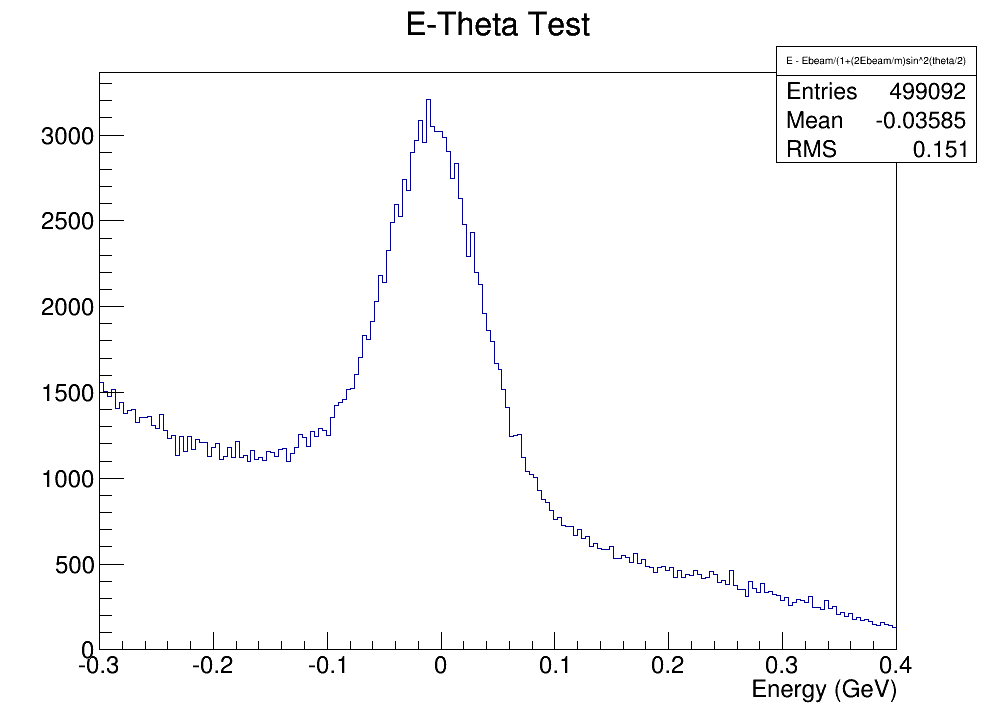 E-Theta Test
E - Ebeam/(1+(2Ebeam/m)sin^2(theta/2)
Entries 499092
Mean -0.03585
RMS 0.151
3000
2500
2000
1500
1000
500
0
-0.3 -0.2 -0.1 0 0.1 0.2 0.3 0.4
Energy (GeV)